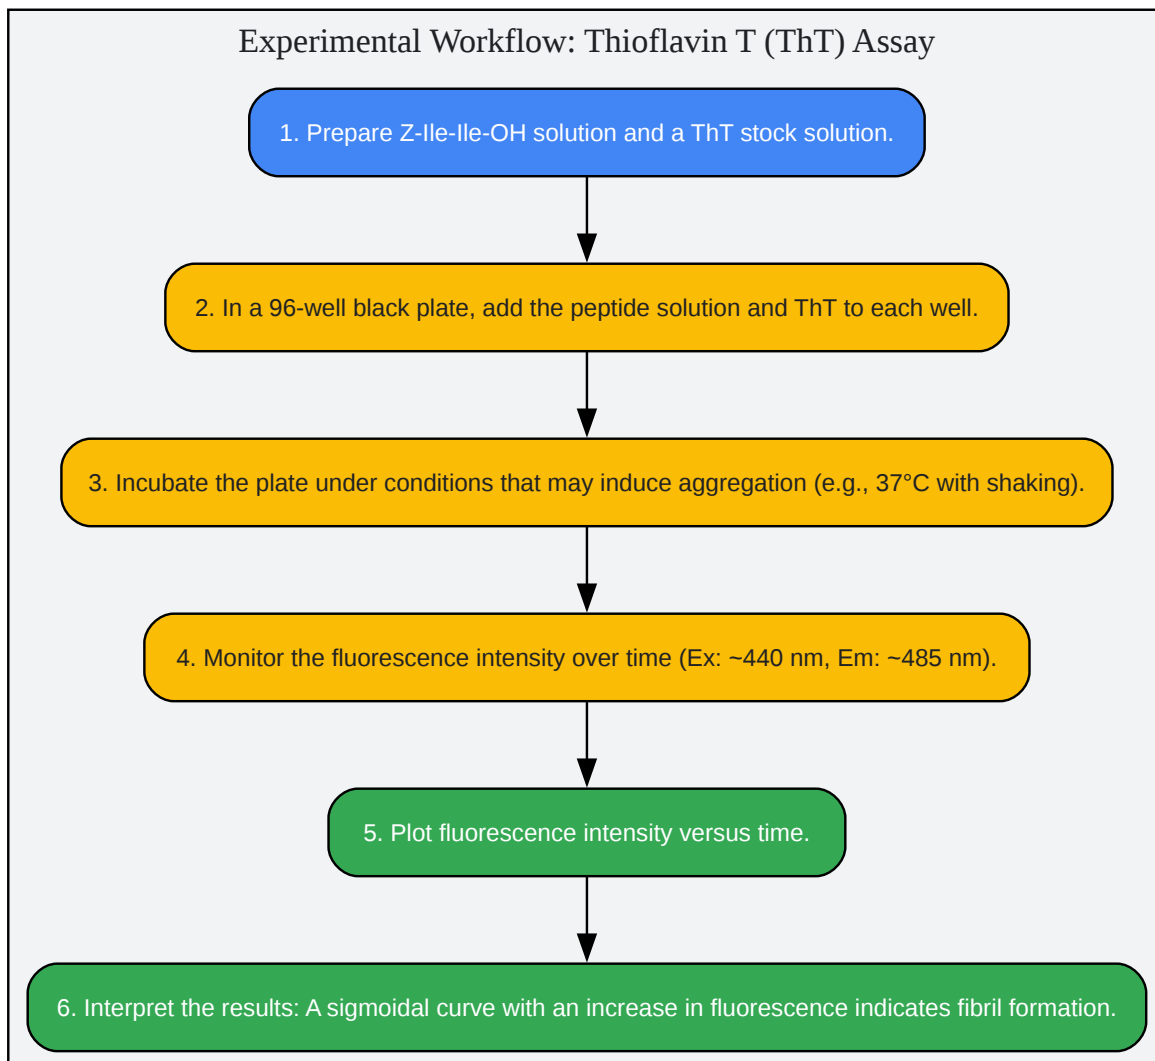 Experimental Workflow: Thioflavin T (ThT) Assay
1. Prepare Z-Ile-Ile-OH solution and a ThT stock solution.
2. In a 96-well black plate, add the peptide solution and ThT to each well.
3. Incubate the plate under conditions that may induce aggregation (e.g., 37°C with shaking).
4. Monitor the fluorescence intensity over time (Ex: ~440 nm, Em: ~485 nm).
5. Plot fluorescence intensity versus time.
6. Interpret the results: A sigmoidal curve with an increase in fluorescence indicates fibril formation.